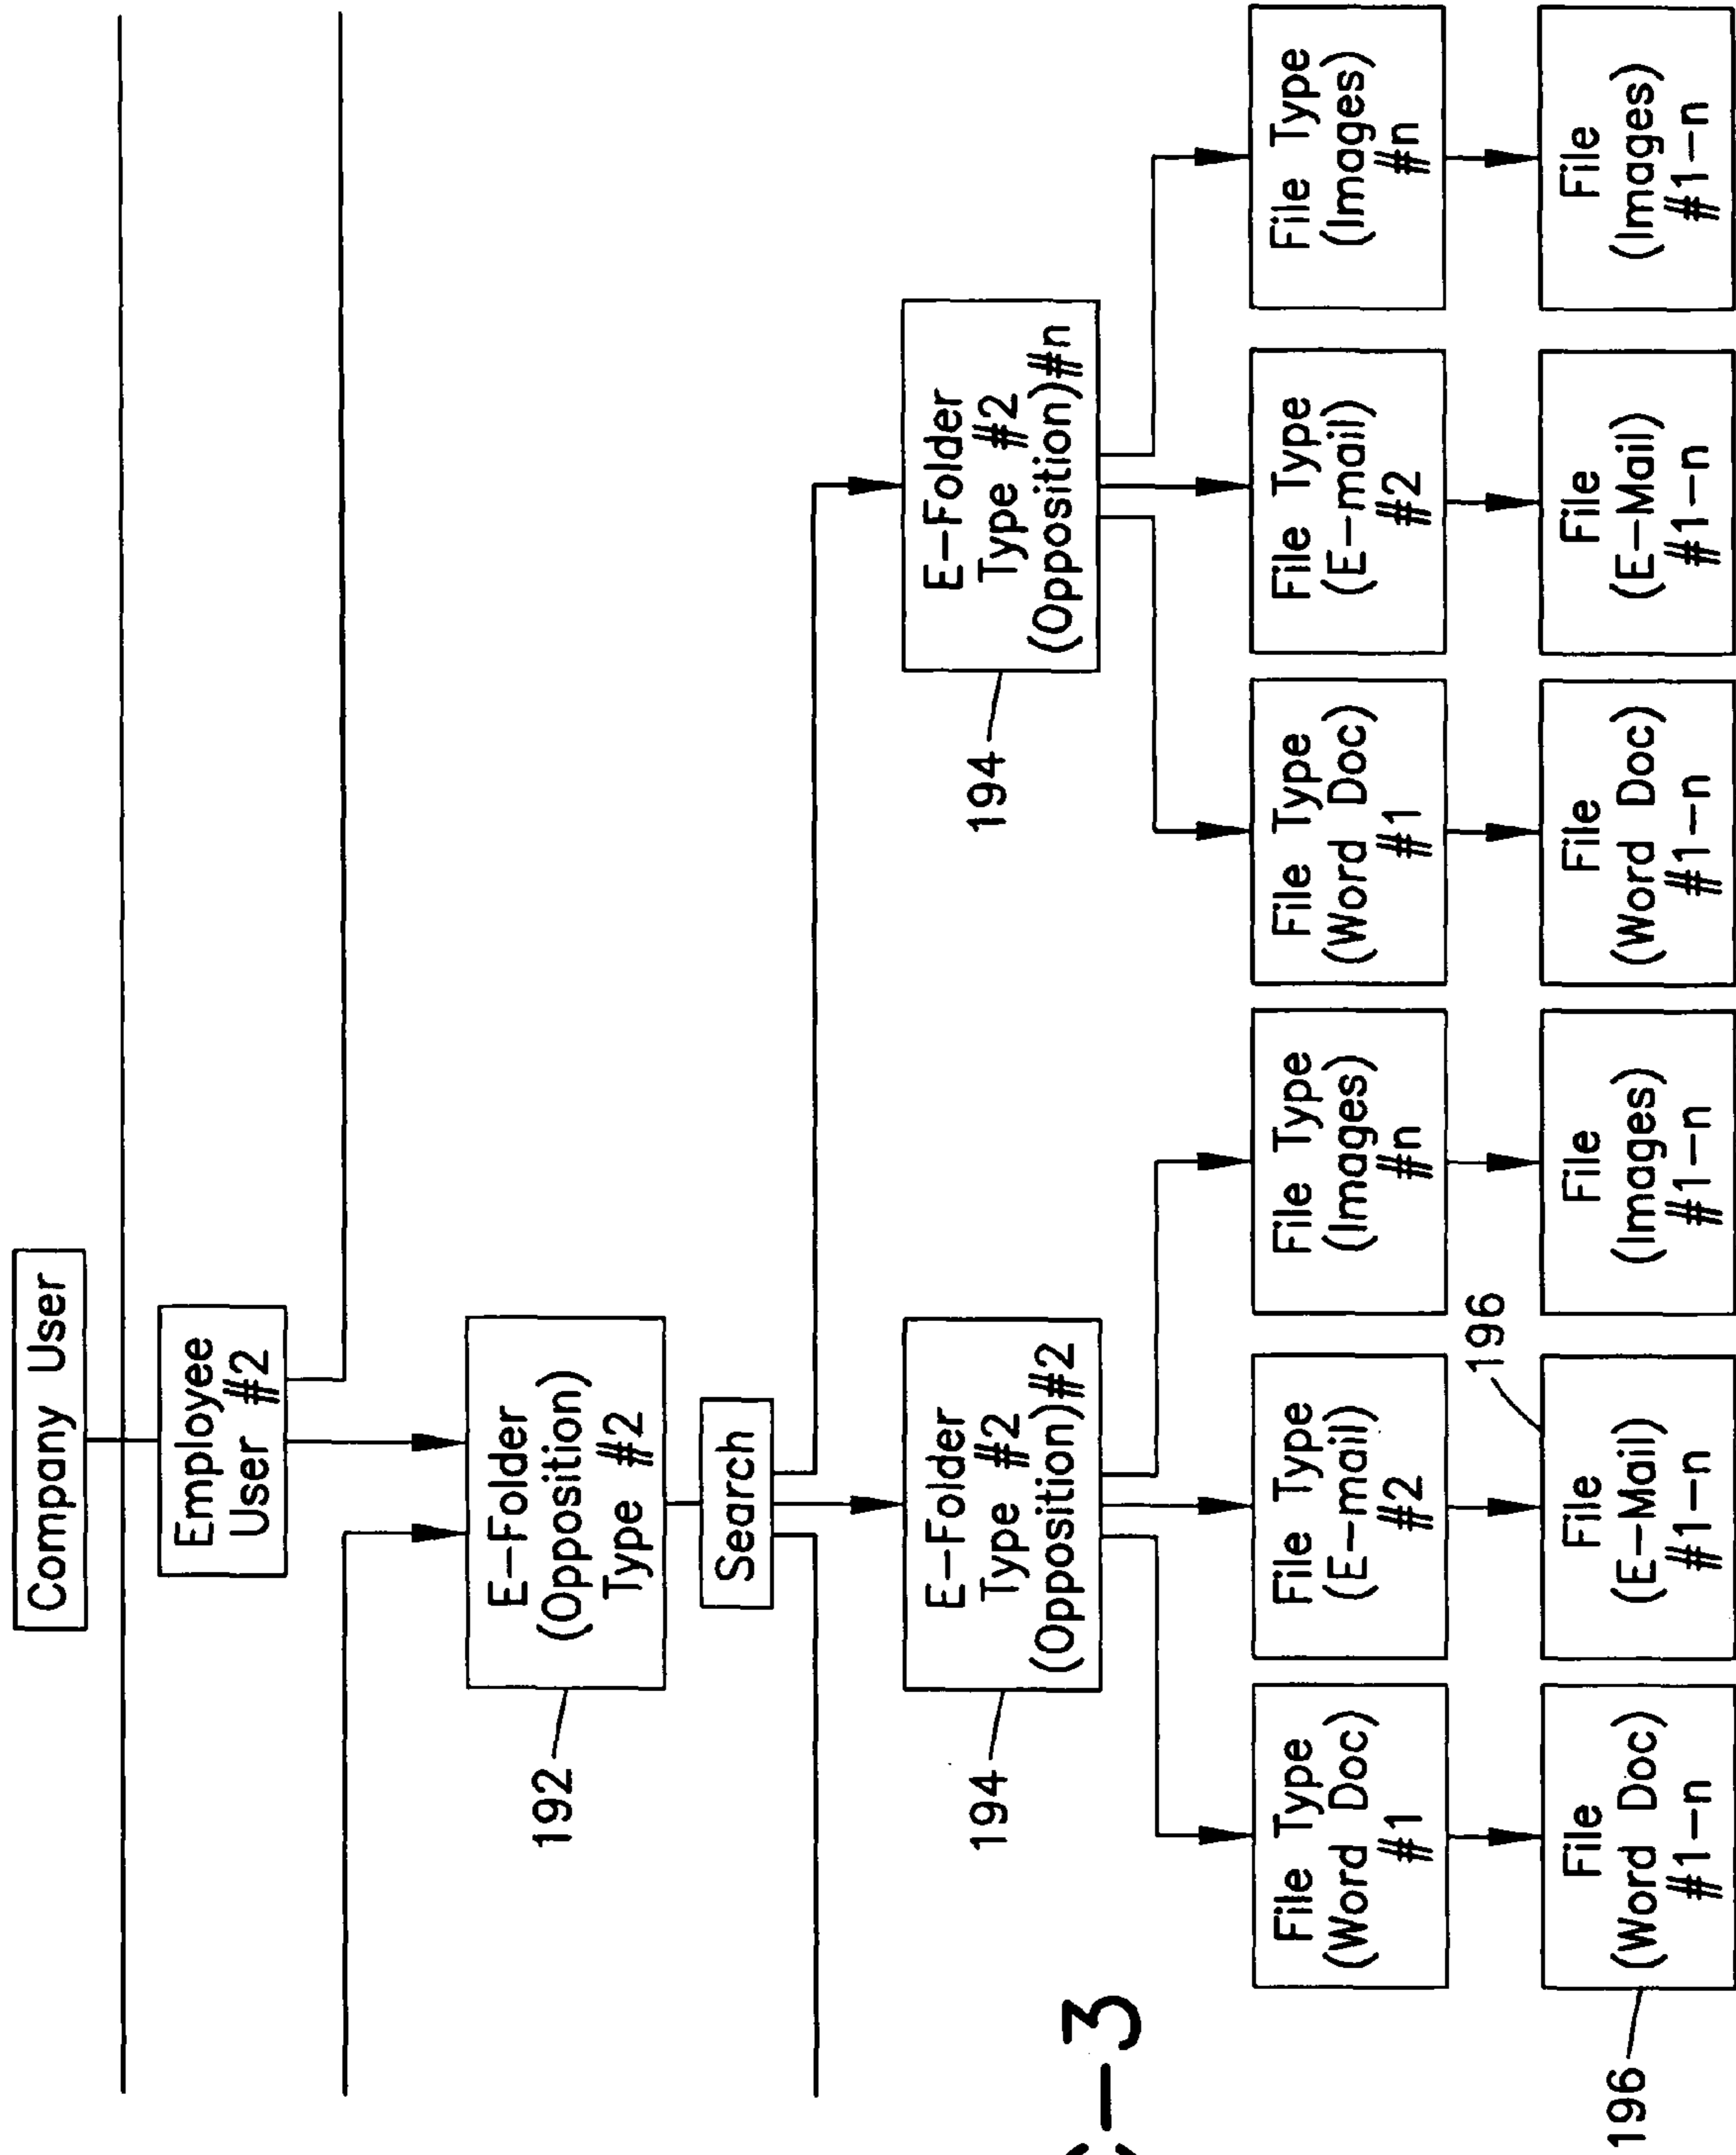 Company User
Employee
User #2
E-Folder
(Opposition)
Type #2
192
Search
E-Folder
Type #2
(Opposition)#2
194
E-Folder
Type #2
(Opposition)#n
194
File Type
(Word Doc)
#1
File Type
(E-mail)
#2
File Type
(Images)
#n
File Type
(Word Doc)
#1
File Type
(E-mail)
#2
File Type
(Images)
#n
196
File
(Word Doc)
#1-n
196
File
(E-Mail)
#1-n
File
(Images)
#1-n
File
(Word Doc)
#1-n
File
(E-Mail)
#1-n
File
(Images)
#1-n
-3